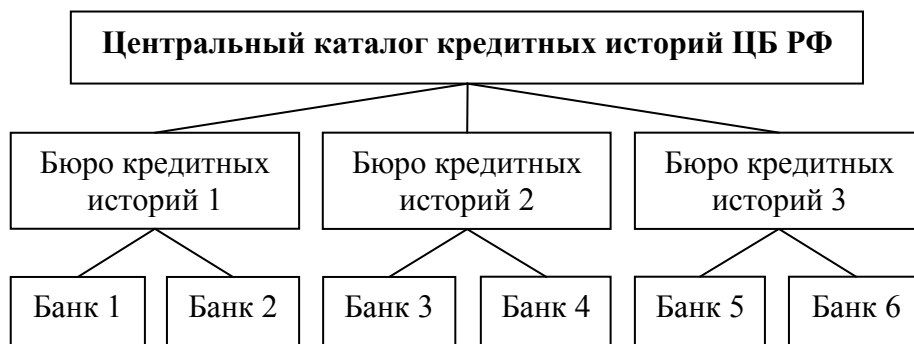 Центральный каталог кредитных историй ЦБ РФ
Бюро кредитных
историй 1
Бюро кредитных
историй 2
Бюро кредитных
историй 3
Банк 1
Банк 2
Банк 3
Банк 4
Банк 5
Банк 6